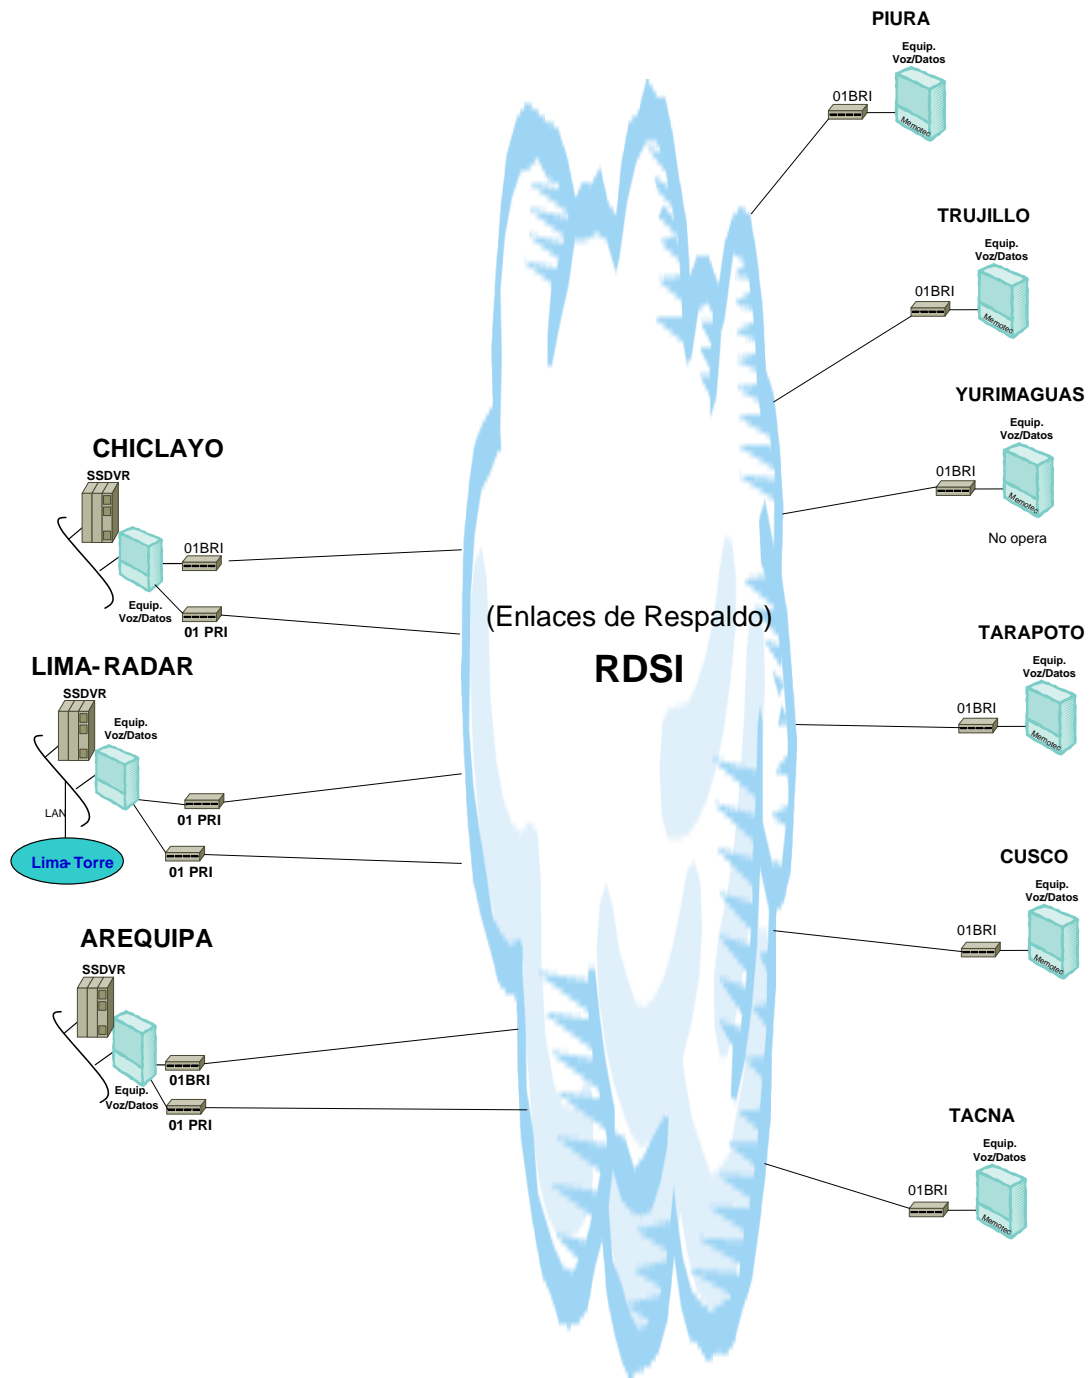 PIURA
Equip.
Voz/Datos
01BRI
Memotec
TRUJILLO
Equip.
Voz/Datos
01BRI
Memotec
YURIMAGUAS
Equip.
Voz/Datos
01BRI
Memotec
No opera
CHICLAYO
SSDVR
01BRI
Equip.
Voz/Datos
01 PRI
(Enlaces de Respaldo)
RDSI
TARAPOTO
Equip.
Voz/Datos
01BRI
Memotec
LIMA-RADAR
SSDVR
Equip.
Voz/Datos
LAN
01 PRI
Lima-Torre
01 PRI
CUSCO
Equip.
Voz/Datos
01BRI
Memotec
AREQUIPA
SSDVR
01BRI
Equip.
Voz/Datos
01 PRI
TACNA
Equip.
Voz/Datos
01BRI
Memotec